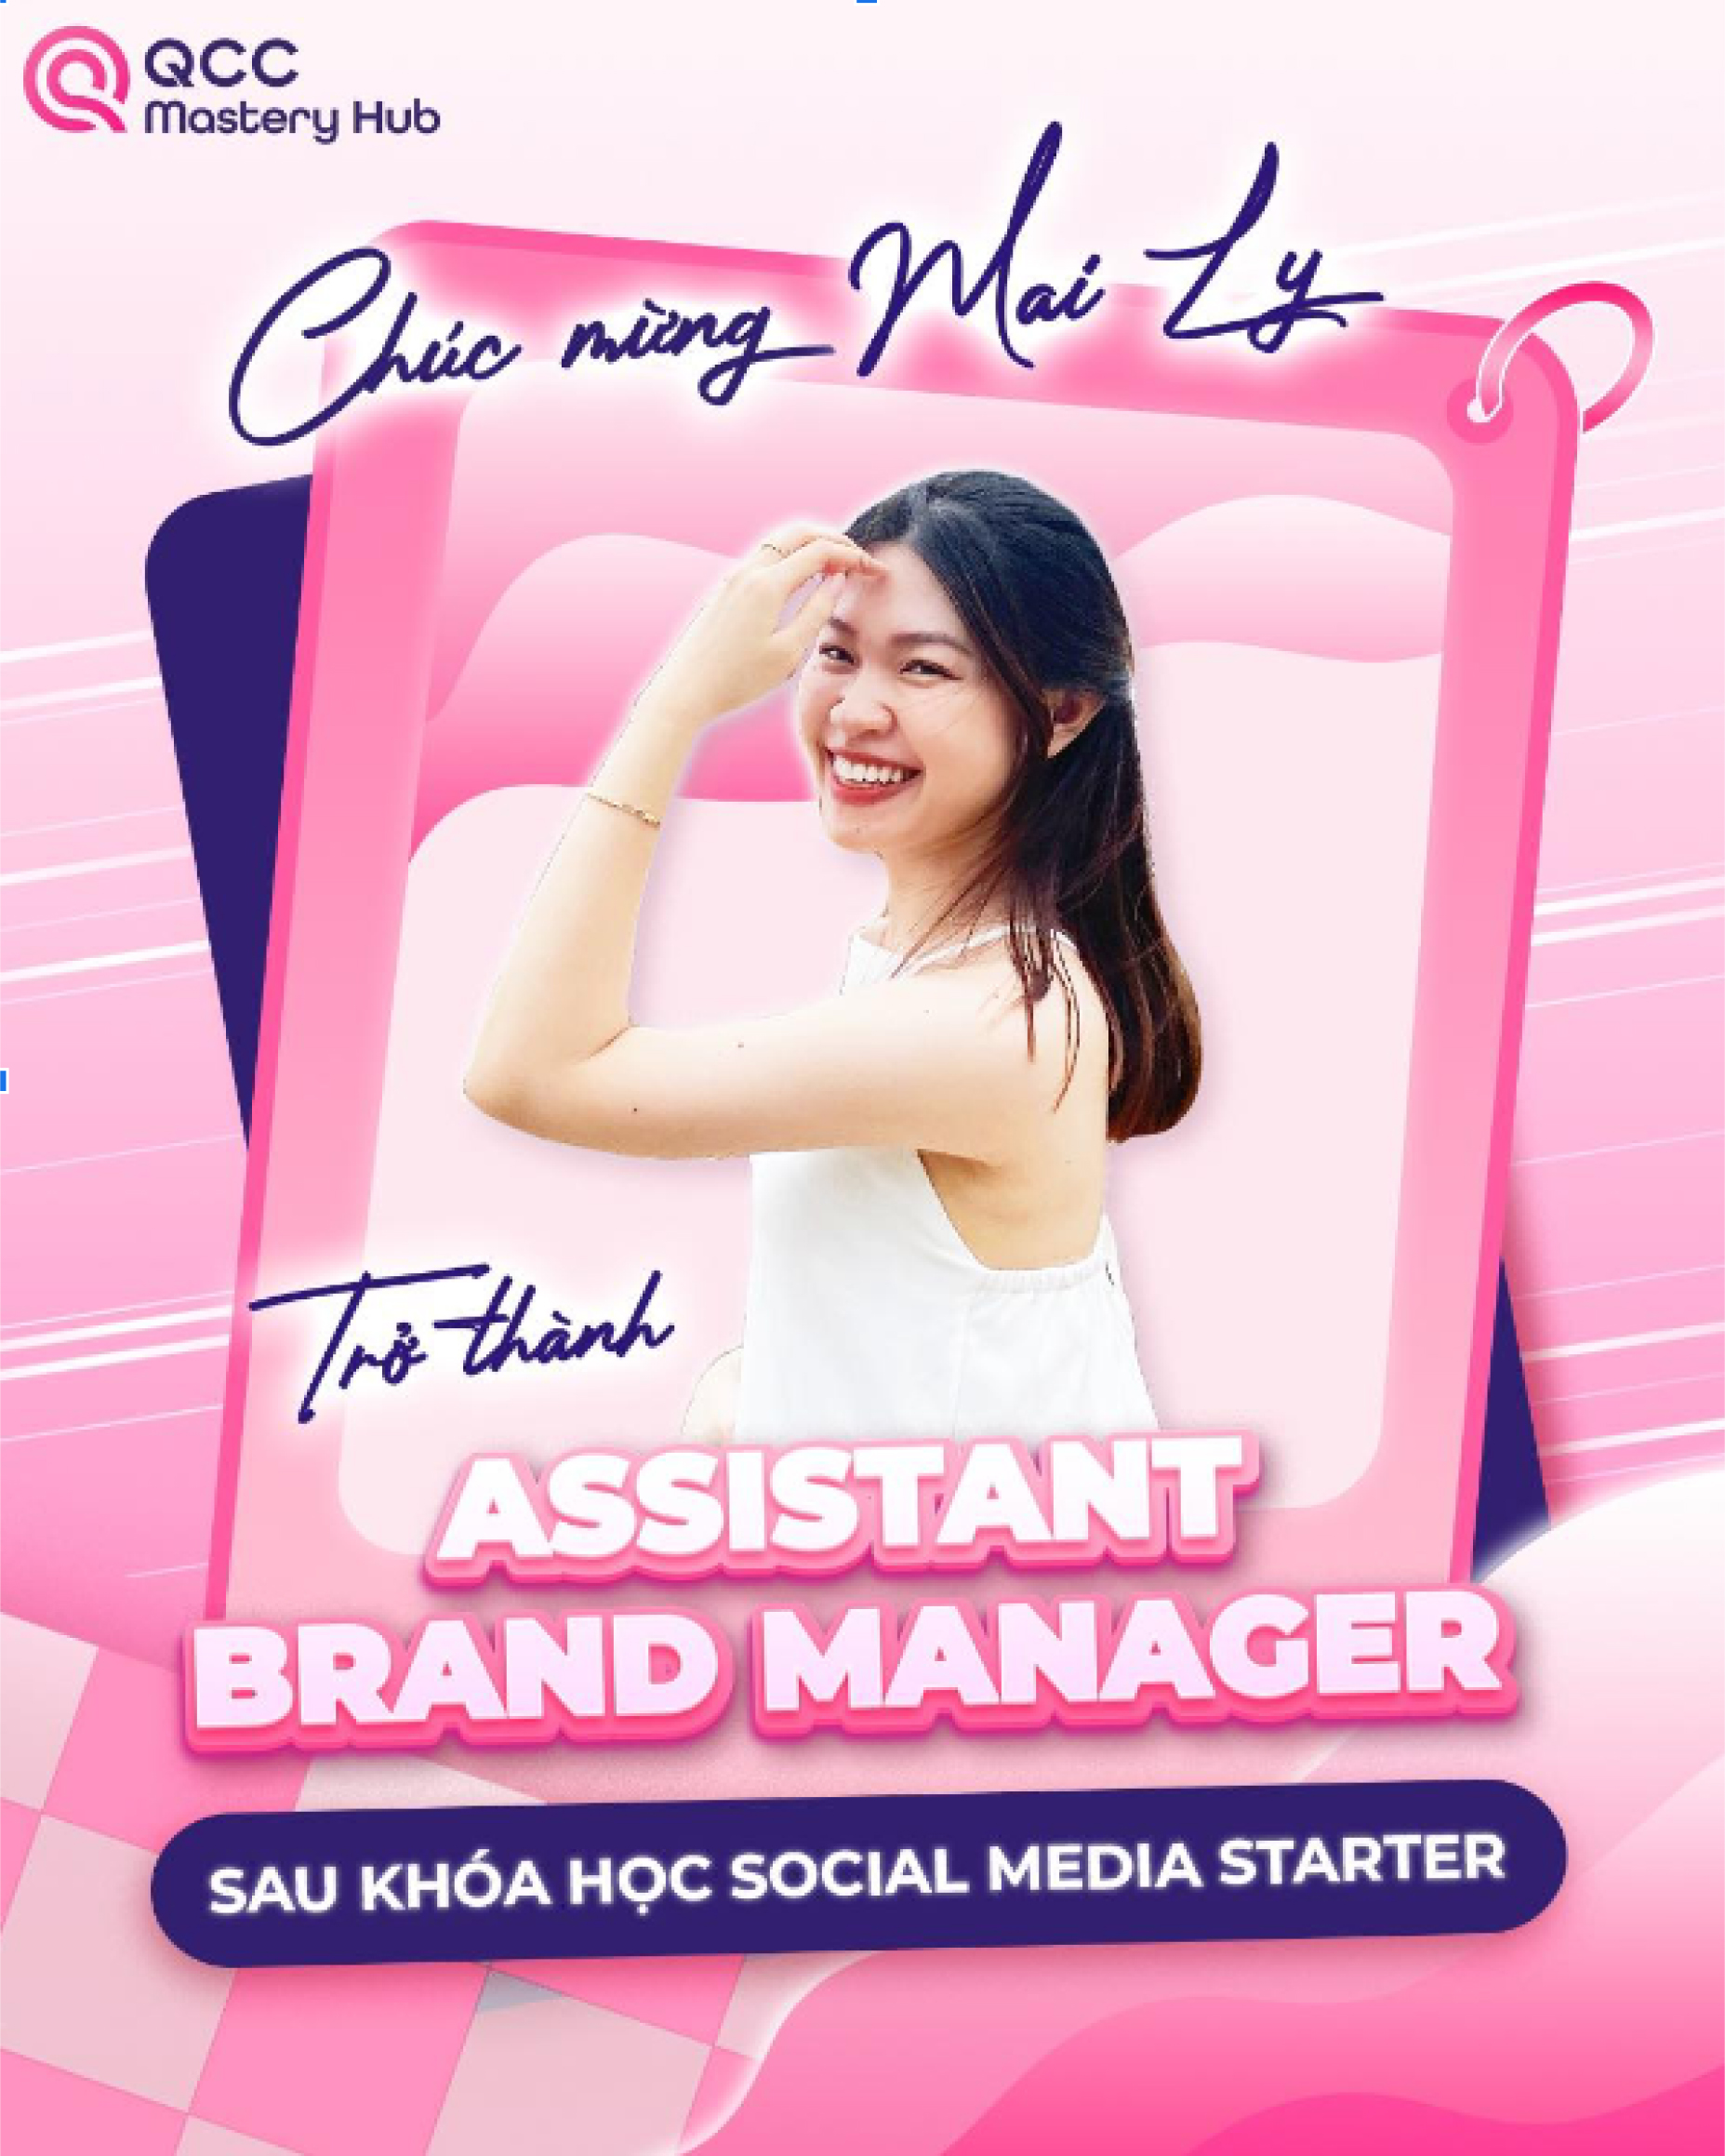 QCC
Mastery Hub
Chúc mừng Mai Ly
Trở thành
ASSISTANT
BRAND MANAGER
SAU KHÓA HỌC SOCIAL MEDIA STARTER